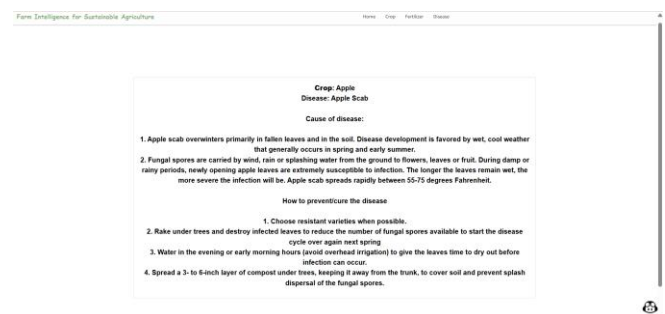 Farm Intelligence for Sustainable Agriculture
Home Crop Fertilizer Disease
Crop: Apple
Disease: Apple Scab
Cause of disease:
1. Apple scab overwinters primarily in fallen leaves and in the soil. Disease development is favored by wet, cool weather
that generally occurs in spring and early summer.
2. Fungal spores are carried by wind, rain or splashing water from the ground to flowers, leaves or fruit. During damp or
rainy periods, newly opening apple leaves are extremely susceptible to infection. The longer the leaves remain wet, the
more severe the infection will be. Apple scab spreads rapidly between 55-75 degrees Fahrenheit.
How to prevent/cure the disease
1. Choose resistant varieties when possible.
2. Rake under trees and destroy infected leaves to reduce the number of fungal spores available to start the disease
cycle over again next spring
3. Water in the evening or early morning hours (avoid overhead irrigation) to give the leaves time to dry out before
infection can occur.
4. Spread a 3- to 6-inch layer of compost under trees, keeping it away from the trunk, to cover soil and prevent splash
dispersal of the fungal spores.